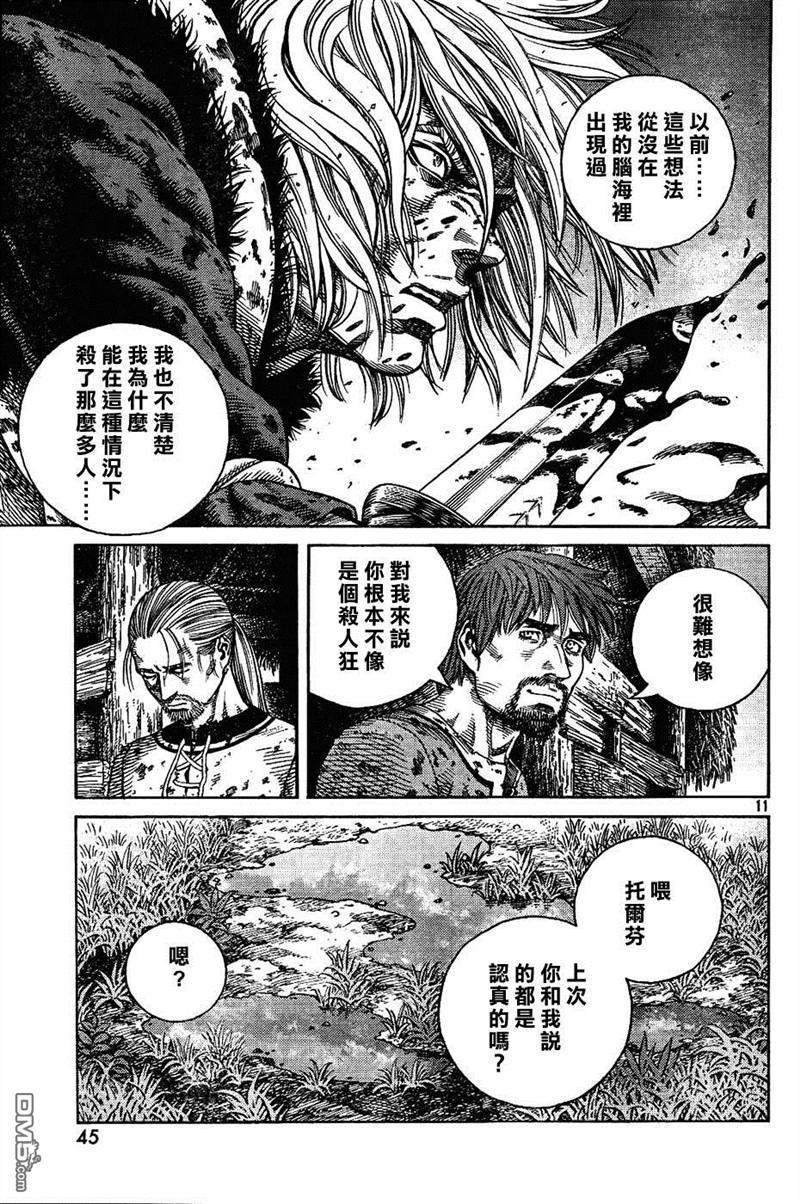 以前……
這些想法
從沒在
我的腦海裡
出現過
我也不清楚
我為什麼
能在這種情況下
殺了那麼多人……
很難想像
對我來說
你根本不像
是個殺人狂
11
喂
托爾芬
上次
你和我說
的都是
認真的嗎？
嗯？
45
DM5.com